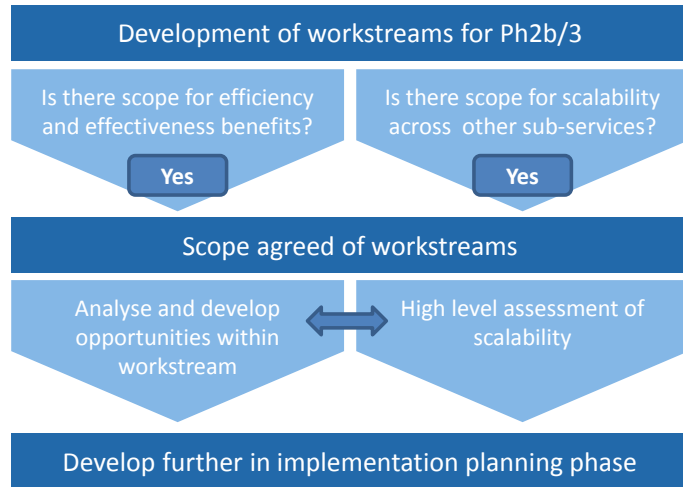 Development of workstreams for Ph2b/3
Is there scope for efficiency
and effectiveness benefits?
Yes
Is there scope for scalability
across other sub-services?
Yes
Scope agreed of workstreams
Analyse and develop
opportunities within
workstream
High level assessment of
scalability
Develop further in implementation planning phase